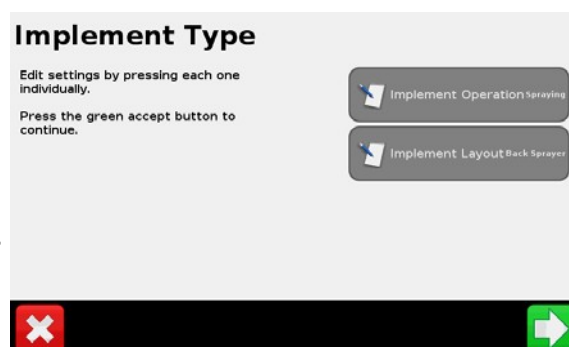 Implement Type
Edit settings by pressing each one
individually.
Press the green accept button to
continue.
Implement Operation Spraying
Implement Layout Back Sprayer